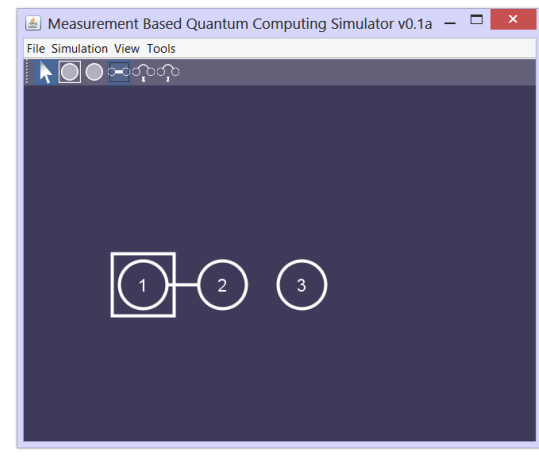 Measurement Based Quantum Computing Simulator v0.1a
File Simulation View Tools
1 2 3